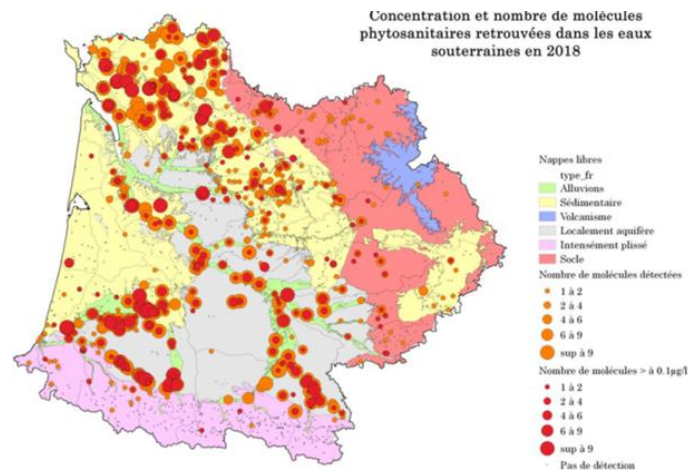 Concentration et nombre de molécules
phytosanitaires retrouvées dans les eaux
souterraines en 2018
Nappes libres
type_fr
Alluvions
Sédimentaire
Volcanisme
Localement aquifère
Intensément plissé
Socle
Nombre de molécules détectées
1 à 2
2 à 4
4 à 6
6 à 9
sup à 9
Nombre de molécules > à 0.1µg/l
1 à 2
2 à 4
4 à 6
6 à 9
sup à 9
Pas de détection